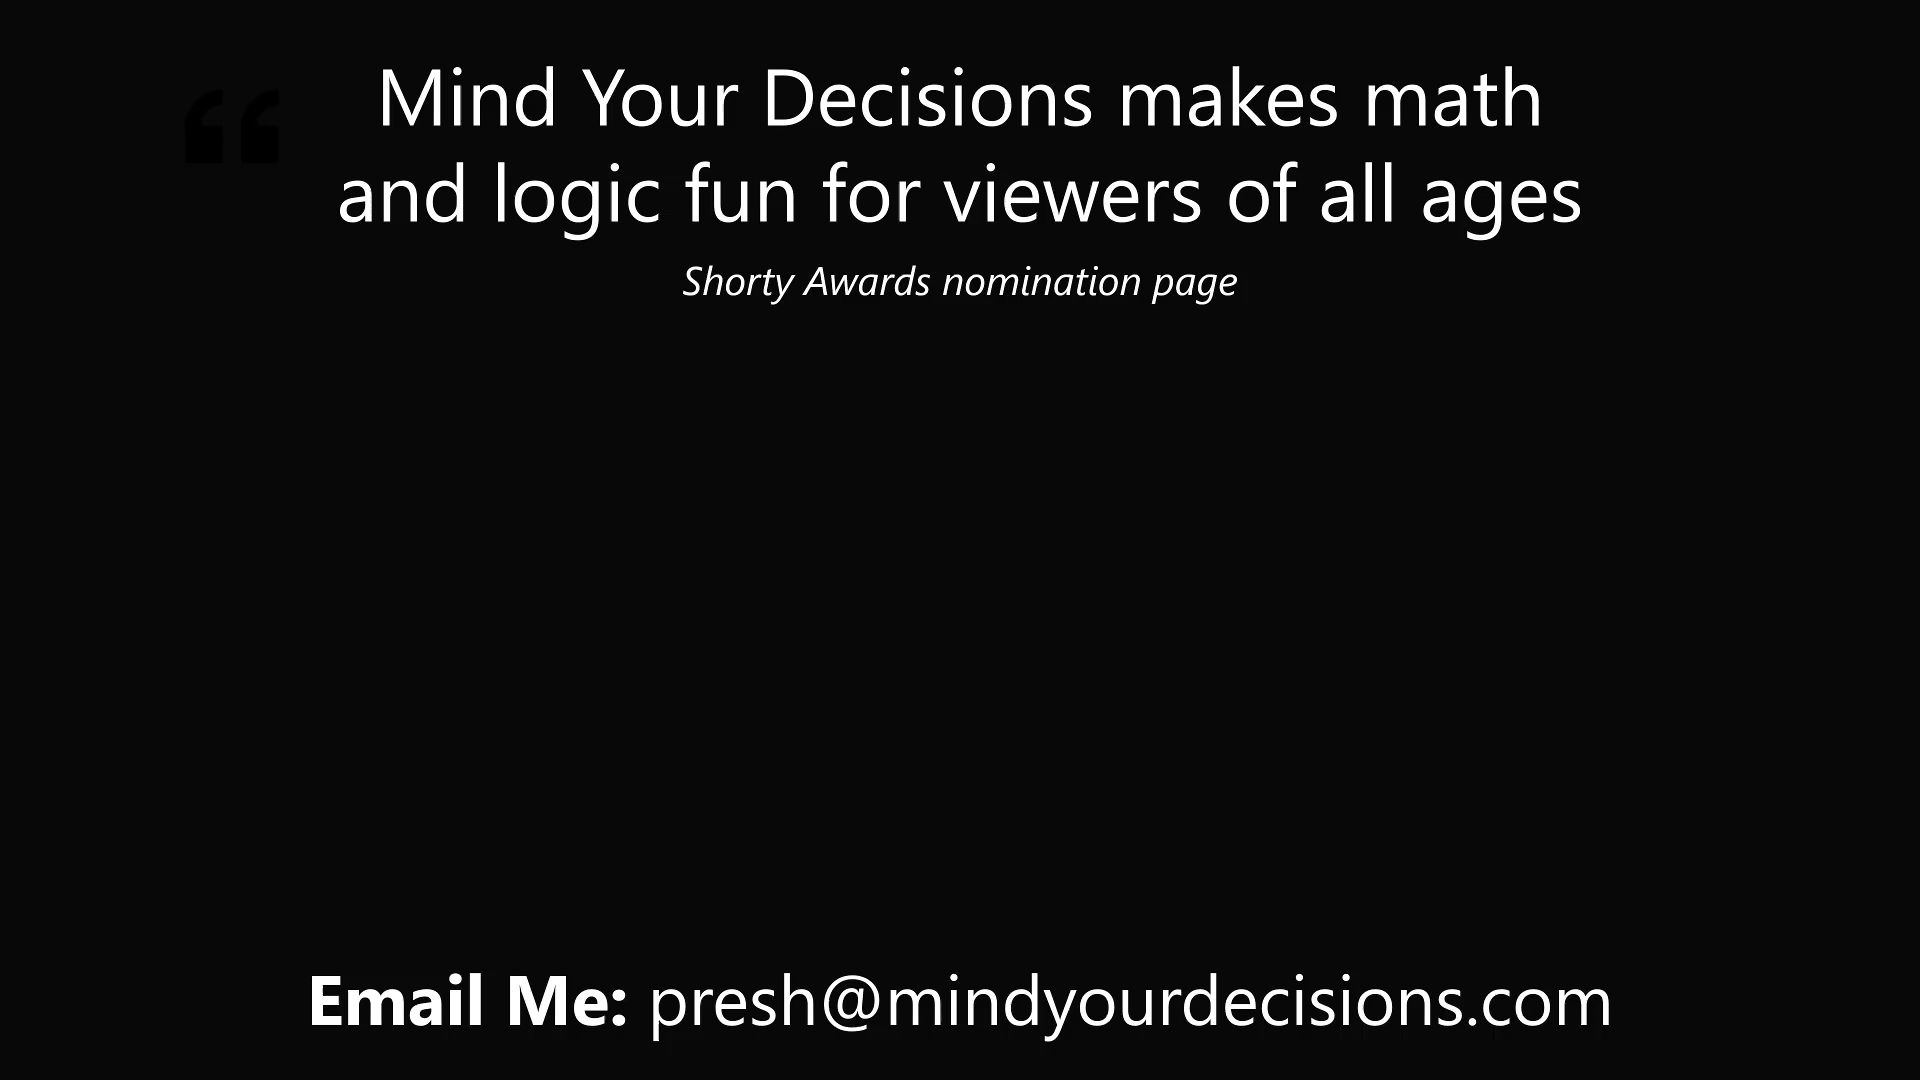 “
Mind Your Decisions makes math
and logic fun for viewers of all ages
Shorty Awards nomination page
Email Me: presh@mindyourdecisions.com